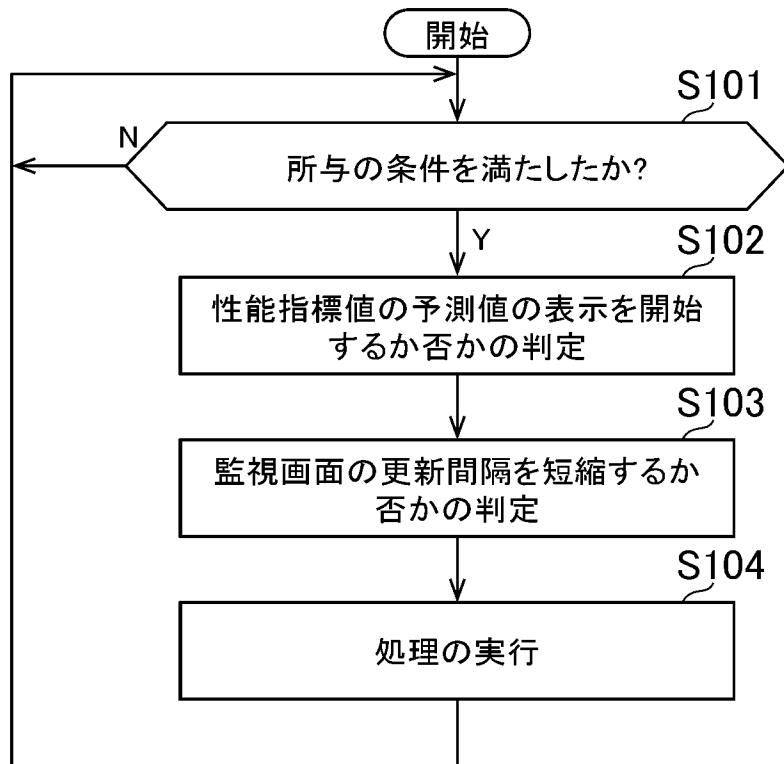 開始
S101
N
所与の条件を満たしたか?
Y
S102
性能指標値の予測値の表示を開始
するか否かの判定
S103
監視画面の更新間隔を短縮するか
否かの判定
S104
処理の実行